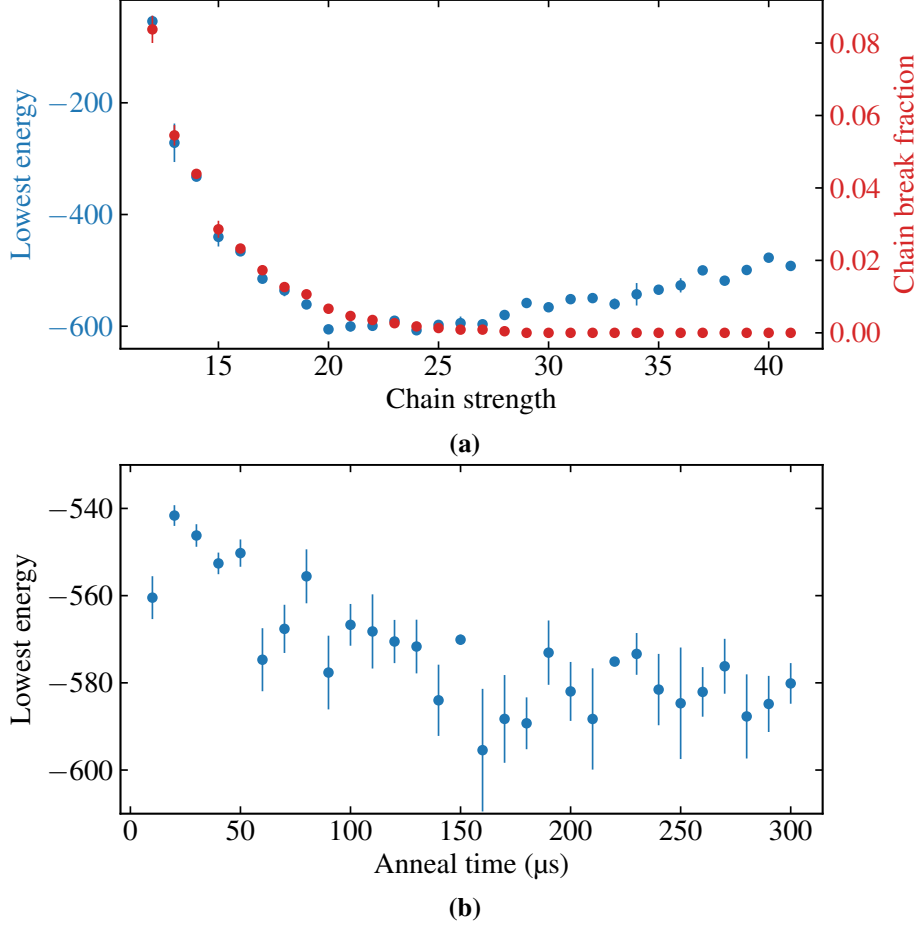 −200
−400
−600
Lowest energy
0.08
0.06
0.04
0.02
0.00
Chain break fraction
15 20 25 30 35 40
Chain strength
(a)
−540
−560
−580
−600
Lowest energy
0 50 100 150 200 250 300
Anneal time (μs)
(b)